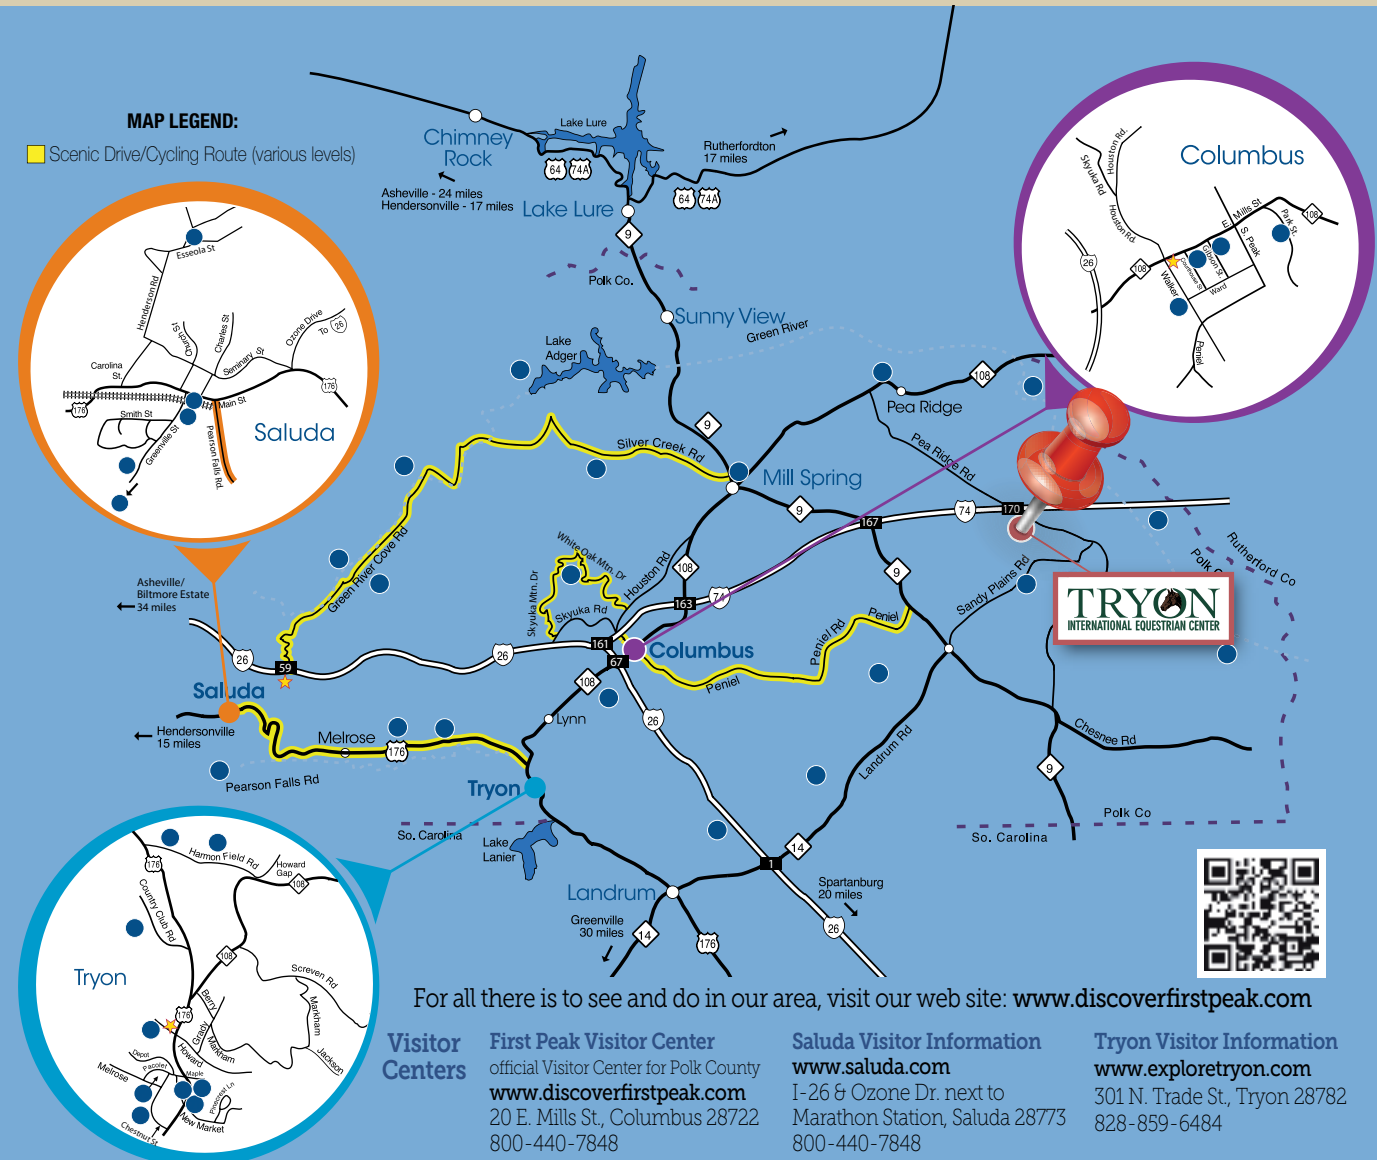 MAP LEGEND:
Scenic Drive/Cycling Route (various levels)
Chimney
Rock
Lake Lure
64
74A
Rutherfordton
17 miles
64
74A
Asheville - 24 miles
Hendersonville - 17 miles
Lake Lure
9
Polk Co.
Sunny View
Green River
Lake
Adger
108
Pea Ridge
Pea Ridge Rd
9
Silver Creek Rd
Mill Spring
9
167
74
170
Green River Cove Rd
White Oak Mtn. Dr
Houston Rd
108
Skyuka Mtn. Dr
Skyuka Rd
163
74
9
Sandy Plains Rd
Rutherford Co
Polk C
TRYON
INTERNATIONAL EQUESTRIAN CENTER
Asheville/
Biltmore Estate
34 miles
26
59
26
161
67
Columbus
Peniel
Peniel Rd
Peniel
Saluda
108
26
Lynn
Hendersonville
15 miles
Melrose
176
Pearson Falls Rd
Tryon
Landrum Rd
Chesnee Rd
9
So. Carolina
Lake
Lanier
Polk Co
So. Carolina
1
14
Landrum
Greenville
30 miles
14
176
Spartanburg
20 miles
26
Esseola St
Henderson Rd
Church St
Charles St
Ozone Drive
To 26
Seminary St
Carolina
St.
176
176
Main St
Smith St
Greenville St
Pearson Falls Rd.
Saluda
Houston Rd.
Skyuka Rd
Columbus
Houston Rd.
E. Mills St
108
Park St.
S. Peak
26
108
Courthouse St
Gibson St.
Walker
Ward
Peniel
176
Harmon Field Rd
Howard
Gap
108
Country Club Rd
108
Tryon
Screven Rd
Berry
176
Grady
Markham
Markham
Jackson
Howard
Depot
Pacolet
Melrose
Maple
Pinecrest Ln
New Market
Chestnut St
For all there is to see and do in our area, visit our web site: www.discoverfirstpeak.com
Visitor
Centers
First Peak Visitor Center
official Visitor Center for Polk County
www.discoverfirstpeak.com
20 E. Mills St., Columbus 28722
800-440-7848
Saluda Visitor Information
www.saluda.com
I-26 & Ozone Dr. next to
Marathon Station, Saluda 28773
800-440-7848
Tryon Visitor Information
www.exploretryon.com
301 N. Trade St., Tryon 28782
828-859-6484